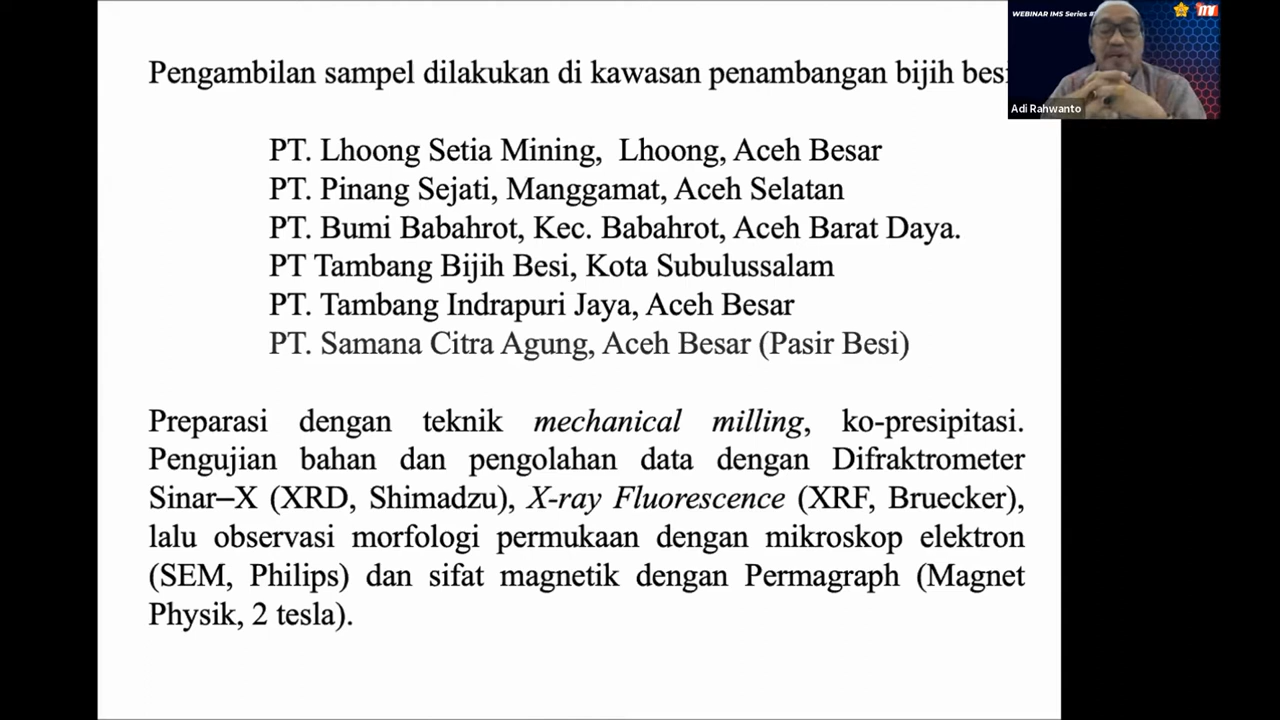 WEBINAR IMS Series
Adi Rahwanto
Pengambilan sampel dilakukan di kawasan penambangan bijih besi
PT. Lhoong Setia Mining, Lhoong, Aceh Besar
PT. Pinang Sejati, Manggamat, Aceh Selatan
PT. Bumi Babahrot, Kec. Babahrot, Aceh Barat Daya.
PT Tambang Bijih Besi, Kota Subulussalam
PT. Tambang Indrapuri Jaya, Aceh Besar
PT. Samana Citra Agung, Aceh Besar (Pasir Besi)
Preparasi dengan teknik mechanical milling, ko-presipitasi.
Pengujian bahan dan pengolahan data dengan Difraktrometer
Sinar–X (XRD, Shimadzu), X-ray Fluorescence (XRF, Bruecker),
lalu observasi morfologi permukaan dengan mikroskop elektron
(SEM, Philips) dan sifat magnetik dengan Permagraph (Magnet
Physik, 2 tesla).